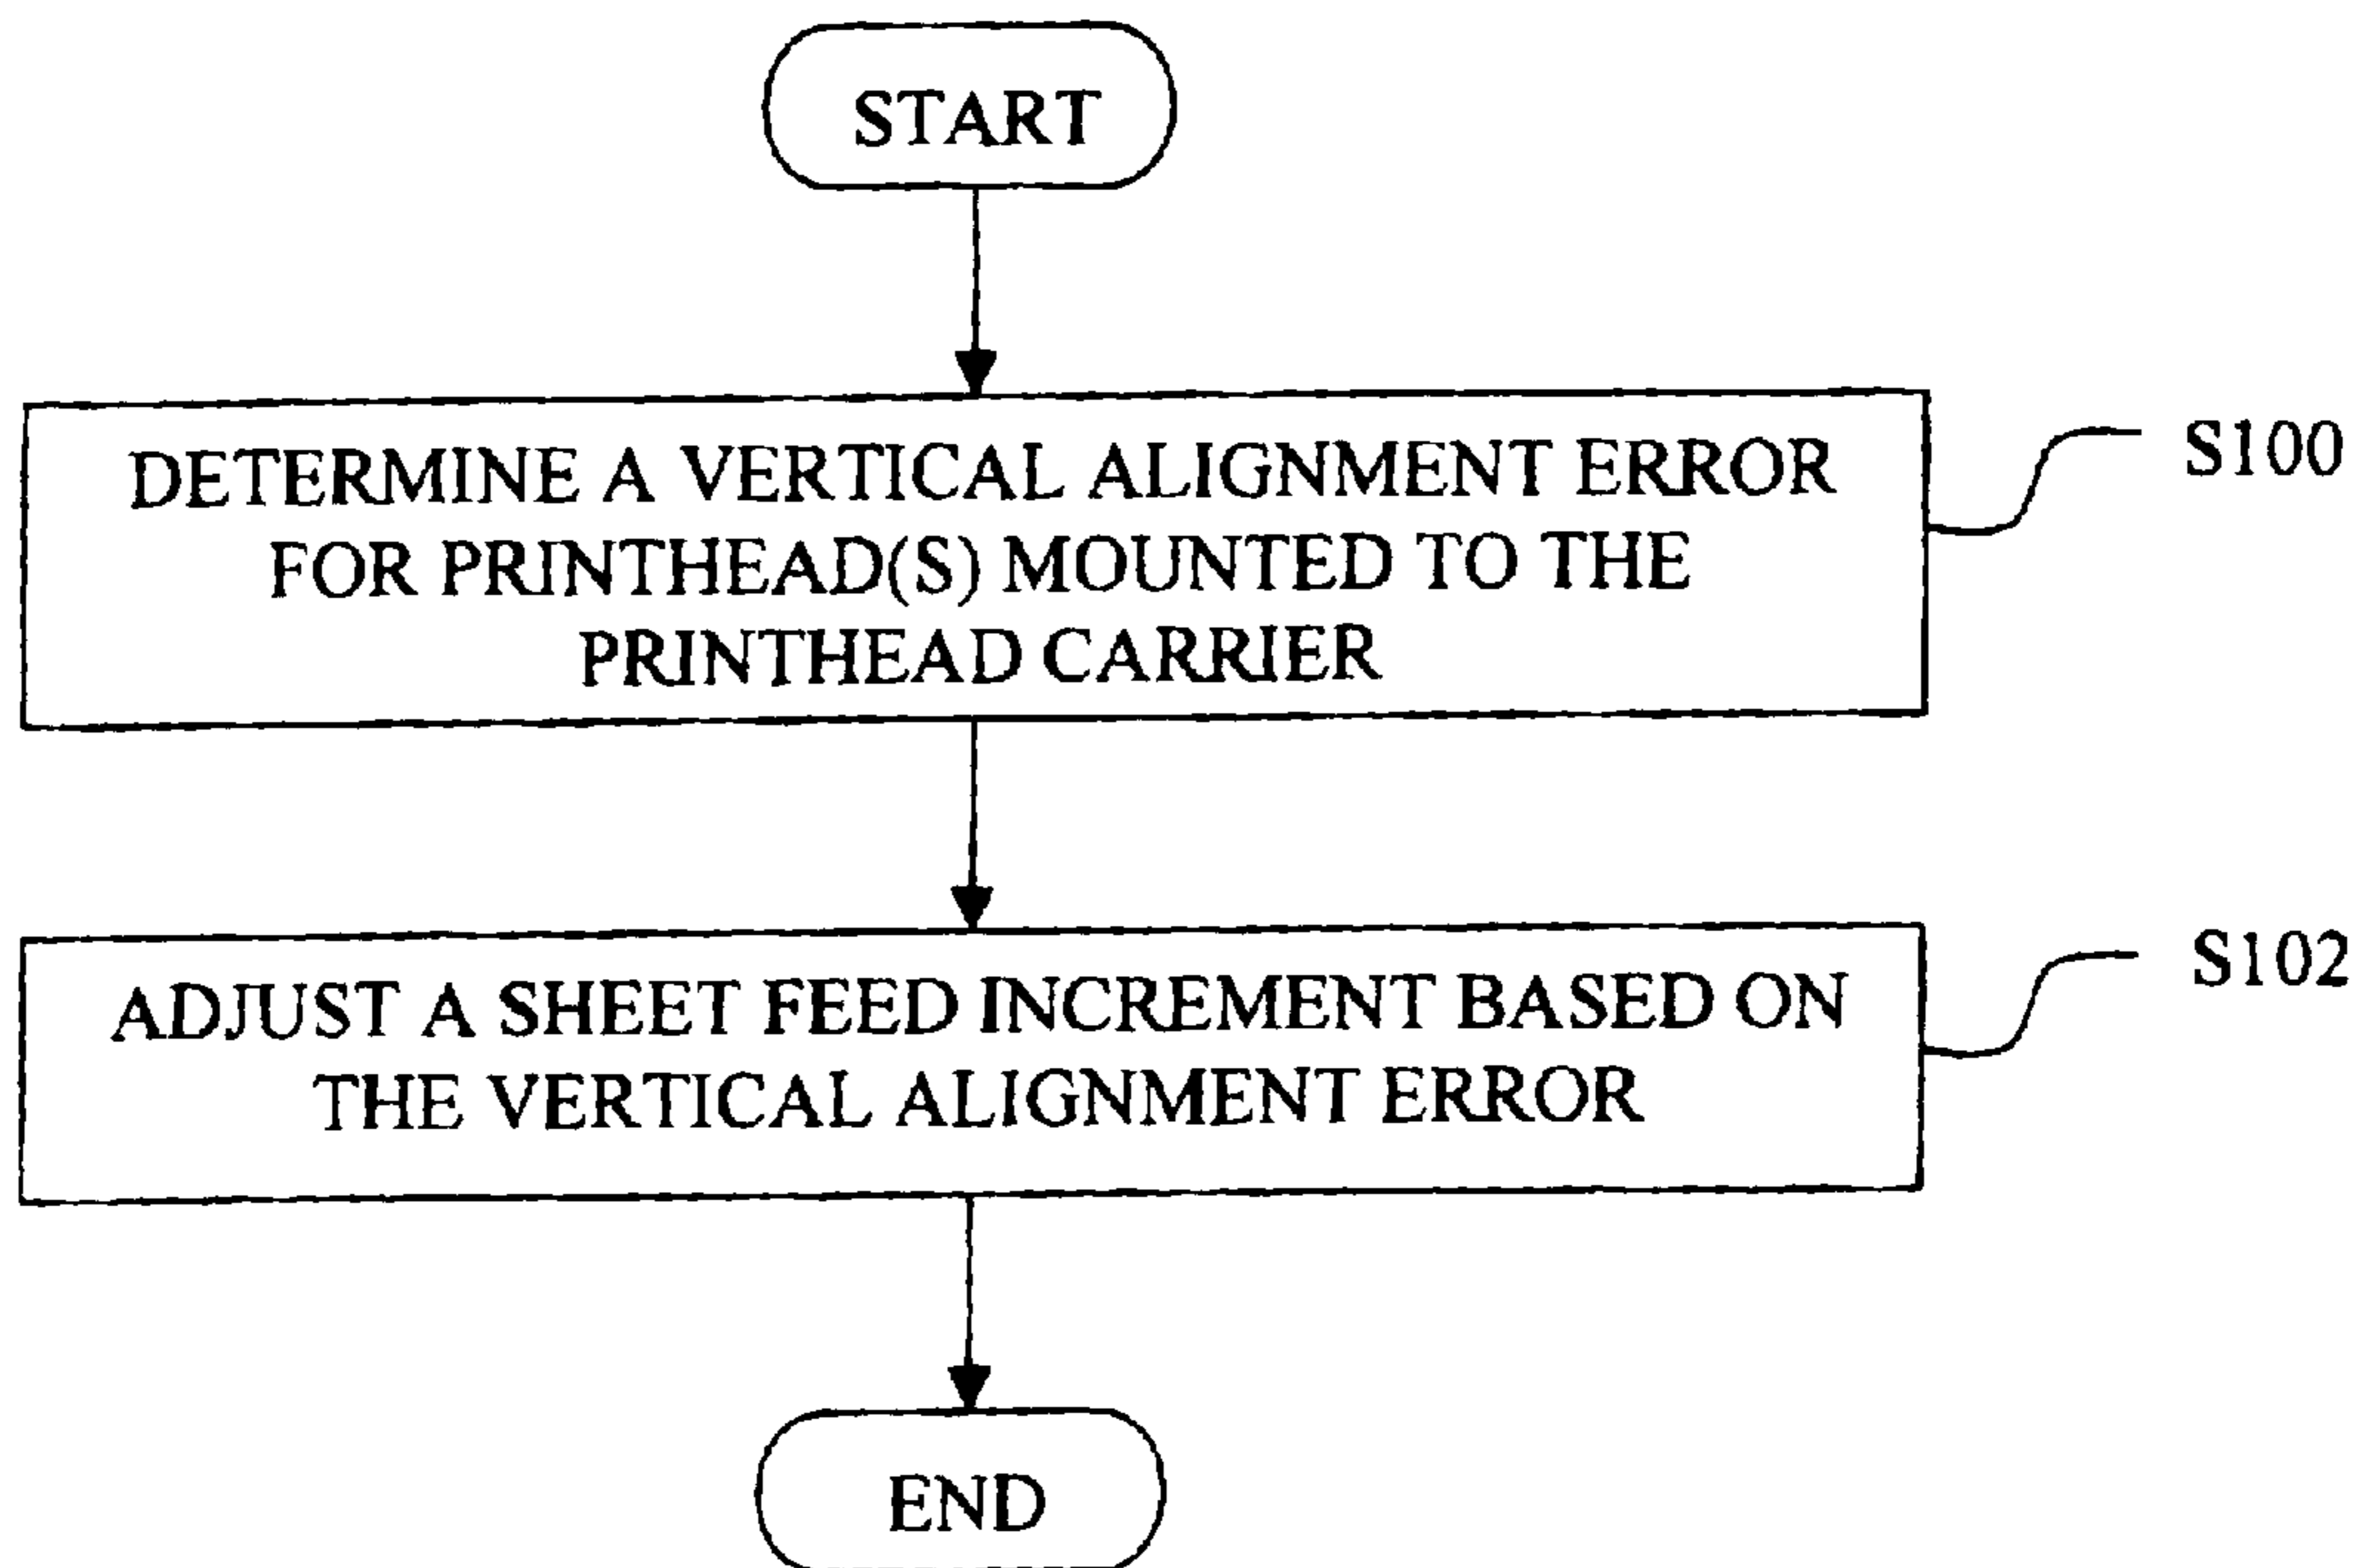 START
DETERMINE A VERTICAL ALIGNMENT ERROR
FOR PRINTHEAD(S) MOUNTED TO THE
PRINTHEAD CARRIER
S100
ADJUST A SHEET FEED INCREMENT BASED ON
THE VERTICAL ALIGNMENT ERROR
S102
END